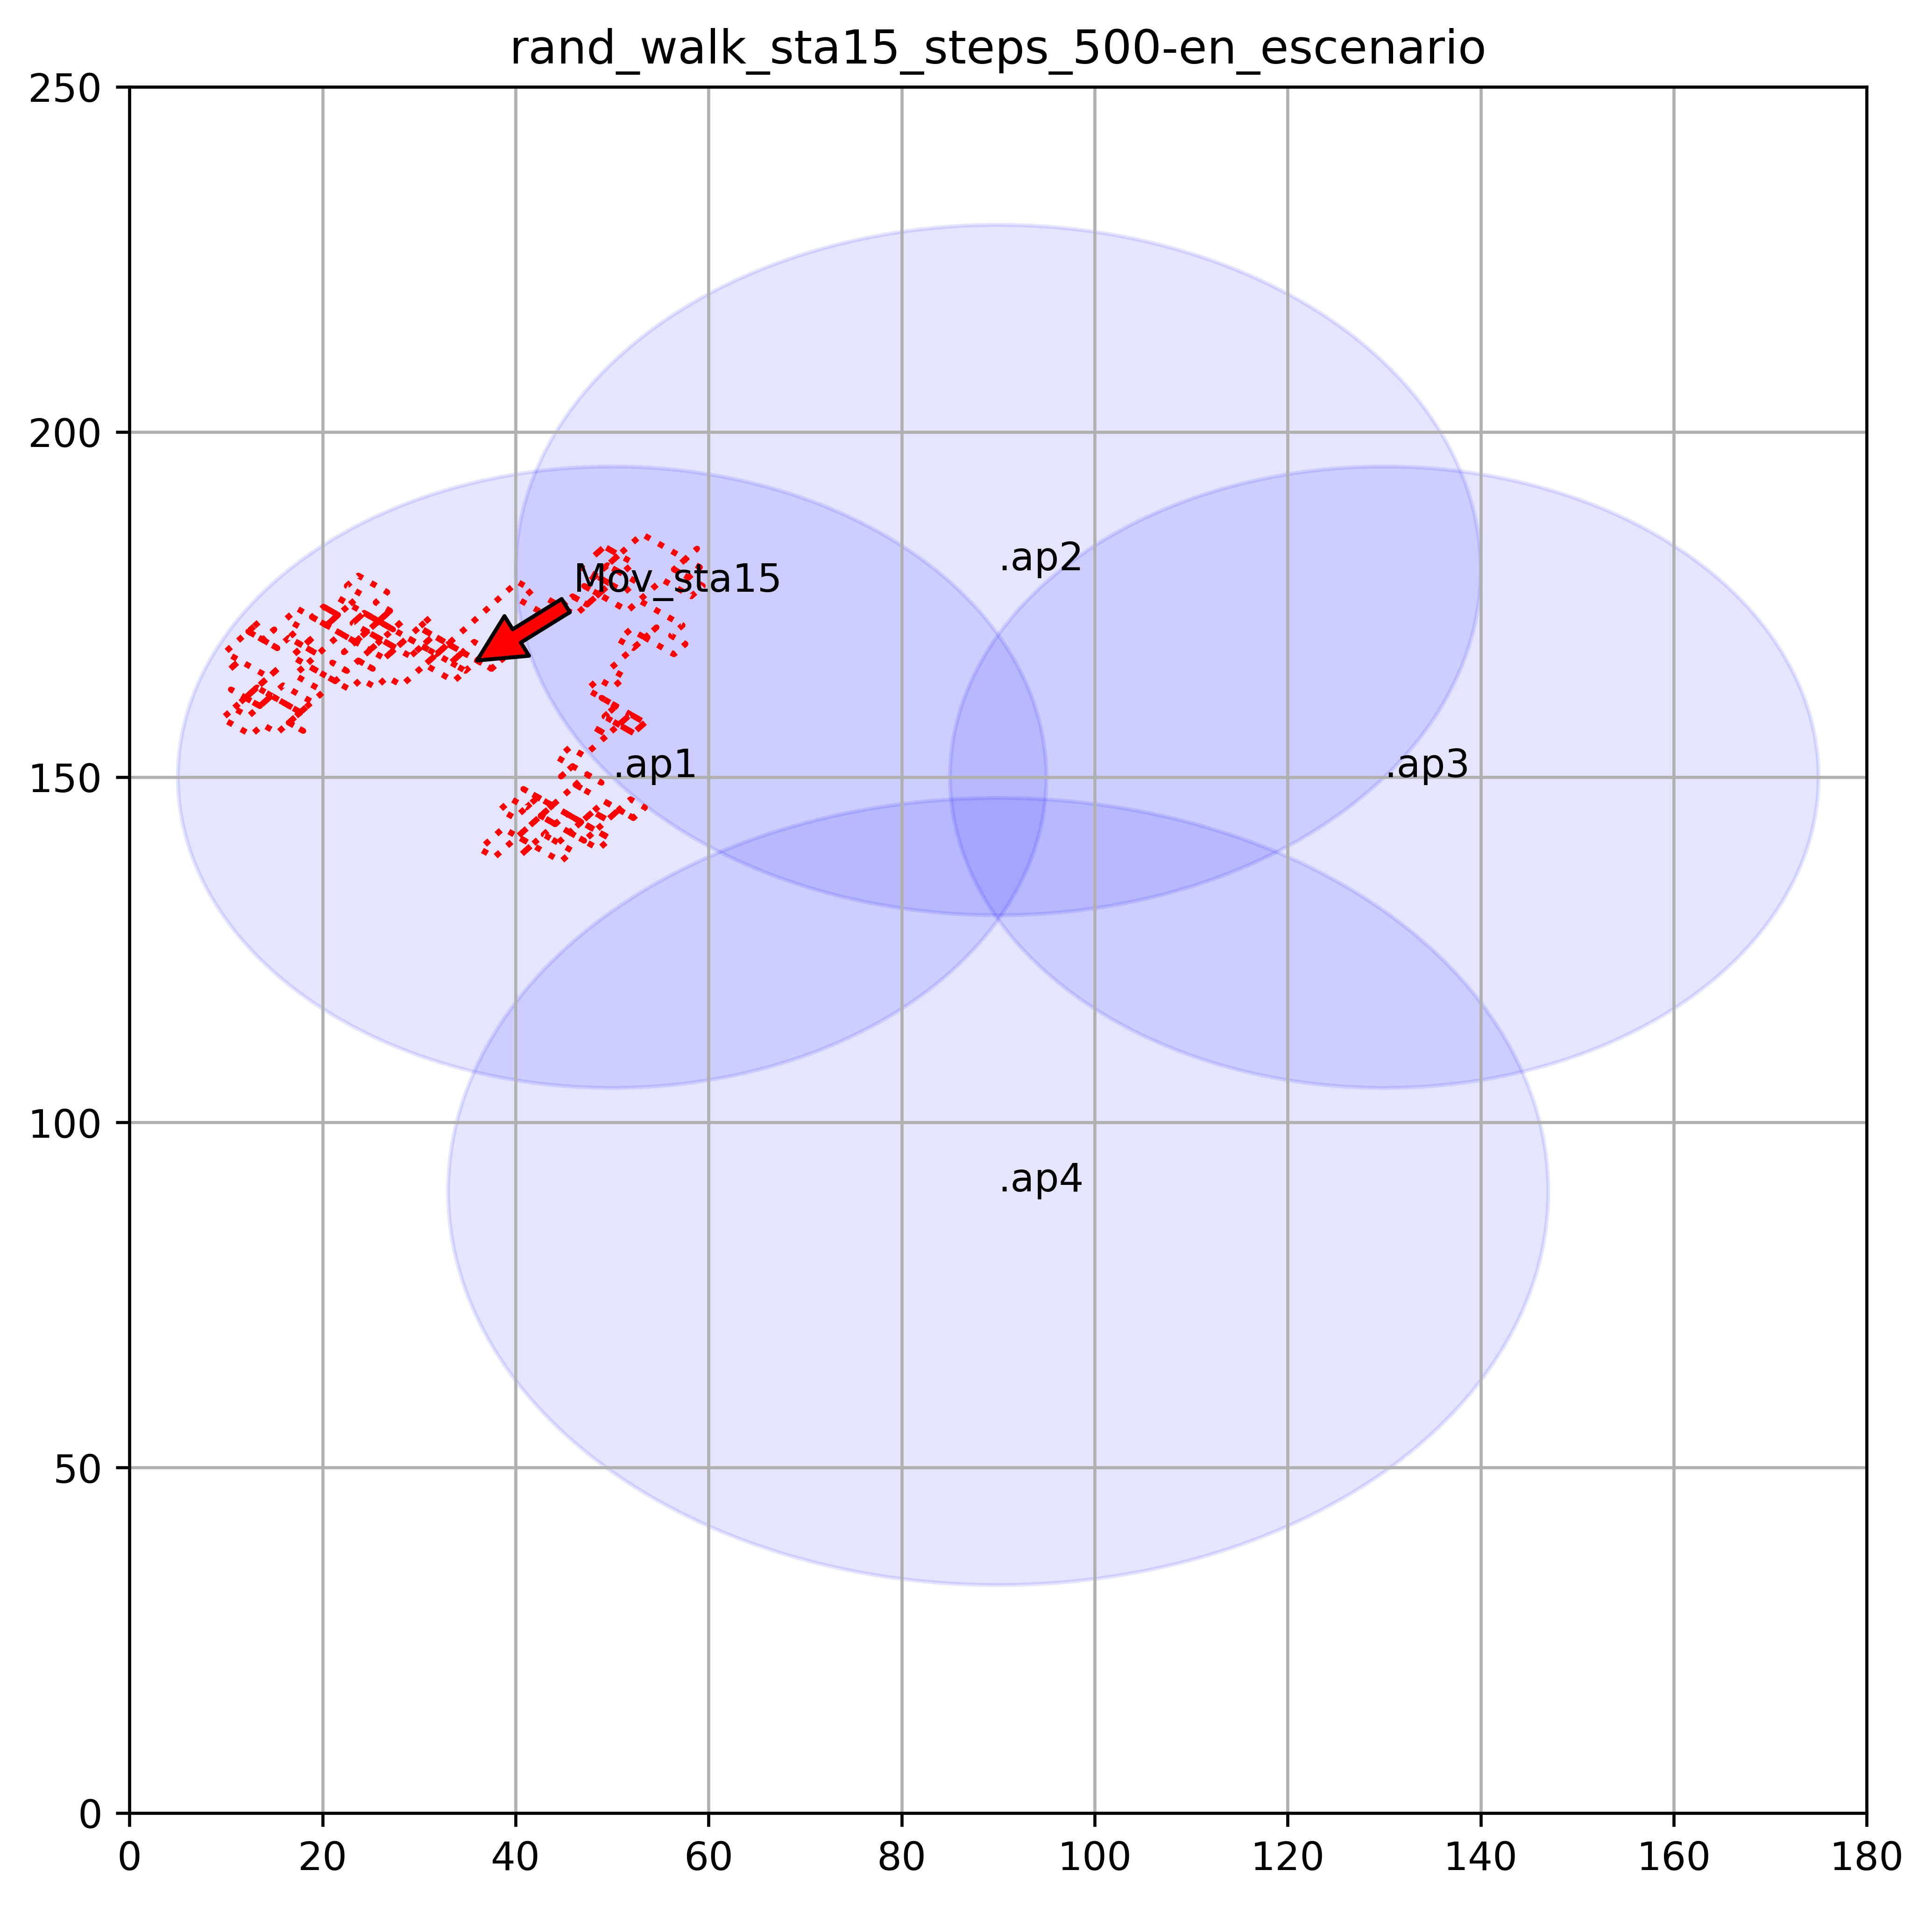 rand_walk_sta15_steps_500-en_escenario
250
200
150
100
50
0
.ap2
Mov_sta15
.ap1
.ap3
.ap4
0 20 40 60 80 100 120 140 160 180